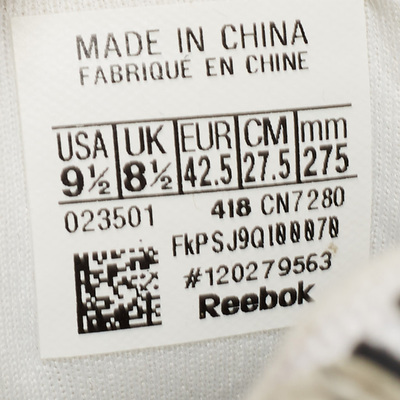 MADE IN CHINA
FABRIQUÉ EN CHINE
USA UK EUR CM mm
9½ 8½ 42.5 27.5 275
023501 418 CN7280
FkPSJ9Q100070
#120279563
Reebok